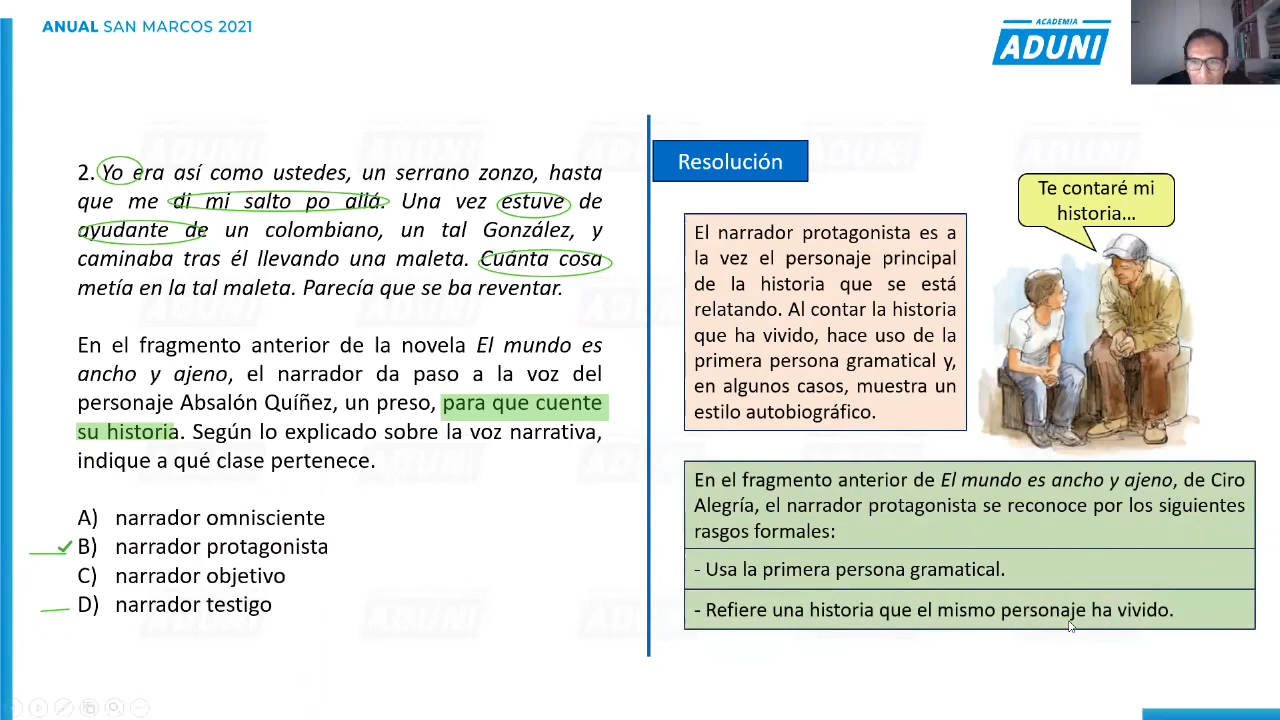 ANUAL SAN MARCOS 2021
ACADEMIA
ADUNI
2. Yo era así como ustedes, un serrano zonzo, hasta
que me di mi salto po allá. Una vez estuve de
ayudante de un colombiano, un tal González, y
caminaba tras él llevando una maleta. Cuánta cosa
metía en la tal maleta. Parecía que se ba reventar.
En el fragmento anterior de la novela El mundo es
ancho y ajeno, el narrador da paso a la voz del
personaje Absalón Quíñez, un preso, para que cuente
su historia. Según lo explicado sobre la voz narrativa,
indique a qué clase pertenece.
A) narrador omnisciente
B) narrador protagonista
C) narrador objetivo
D) narrador testigo
Resolución
El narrador protagonista es a
la vez el personaje principal
de la historia que se está
relatando. Al contar la historia
que ha vivido, hace uso de la
primera persona gramatical y,
en algunos casos, muestra un
estilo autobiográfico.
Te contaré mi
historia...
En el fragmento anterior de El mundo es ancho y ajeno, de Ciro
Alegría, el narrador protagonista se reconoce por los siguientes
rasgos formales:
- Usa la primera persona gramatical.
- Refiere una historia que el mismo personaje ha vivido.